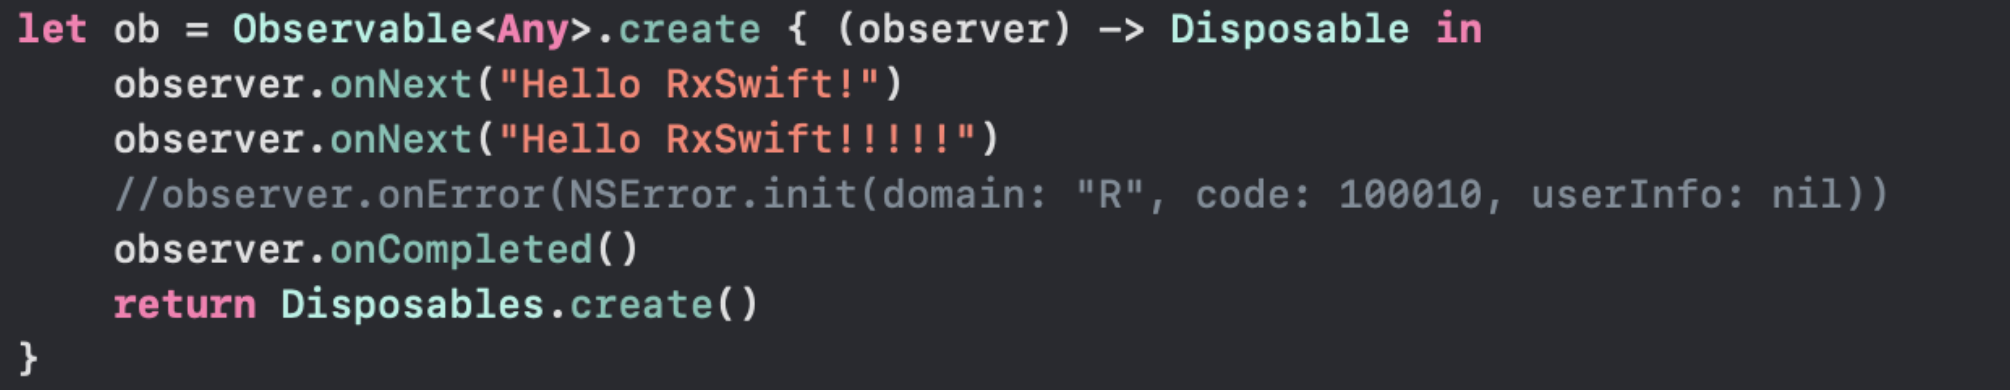 let ob = Observable<Any>.create { (observer) -> Disposable in
    observer.onNext("Hello RxSwift!")
    observer.onNext("Hello RxSwift!!!!!")
    //observer.onError(NSError.init(domain: "R", code: 100010, userInfo: nil))
    observer.onCompleted()
    return Disposables.create()
}